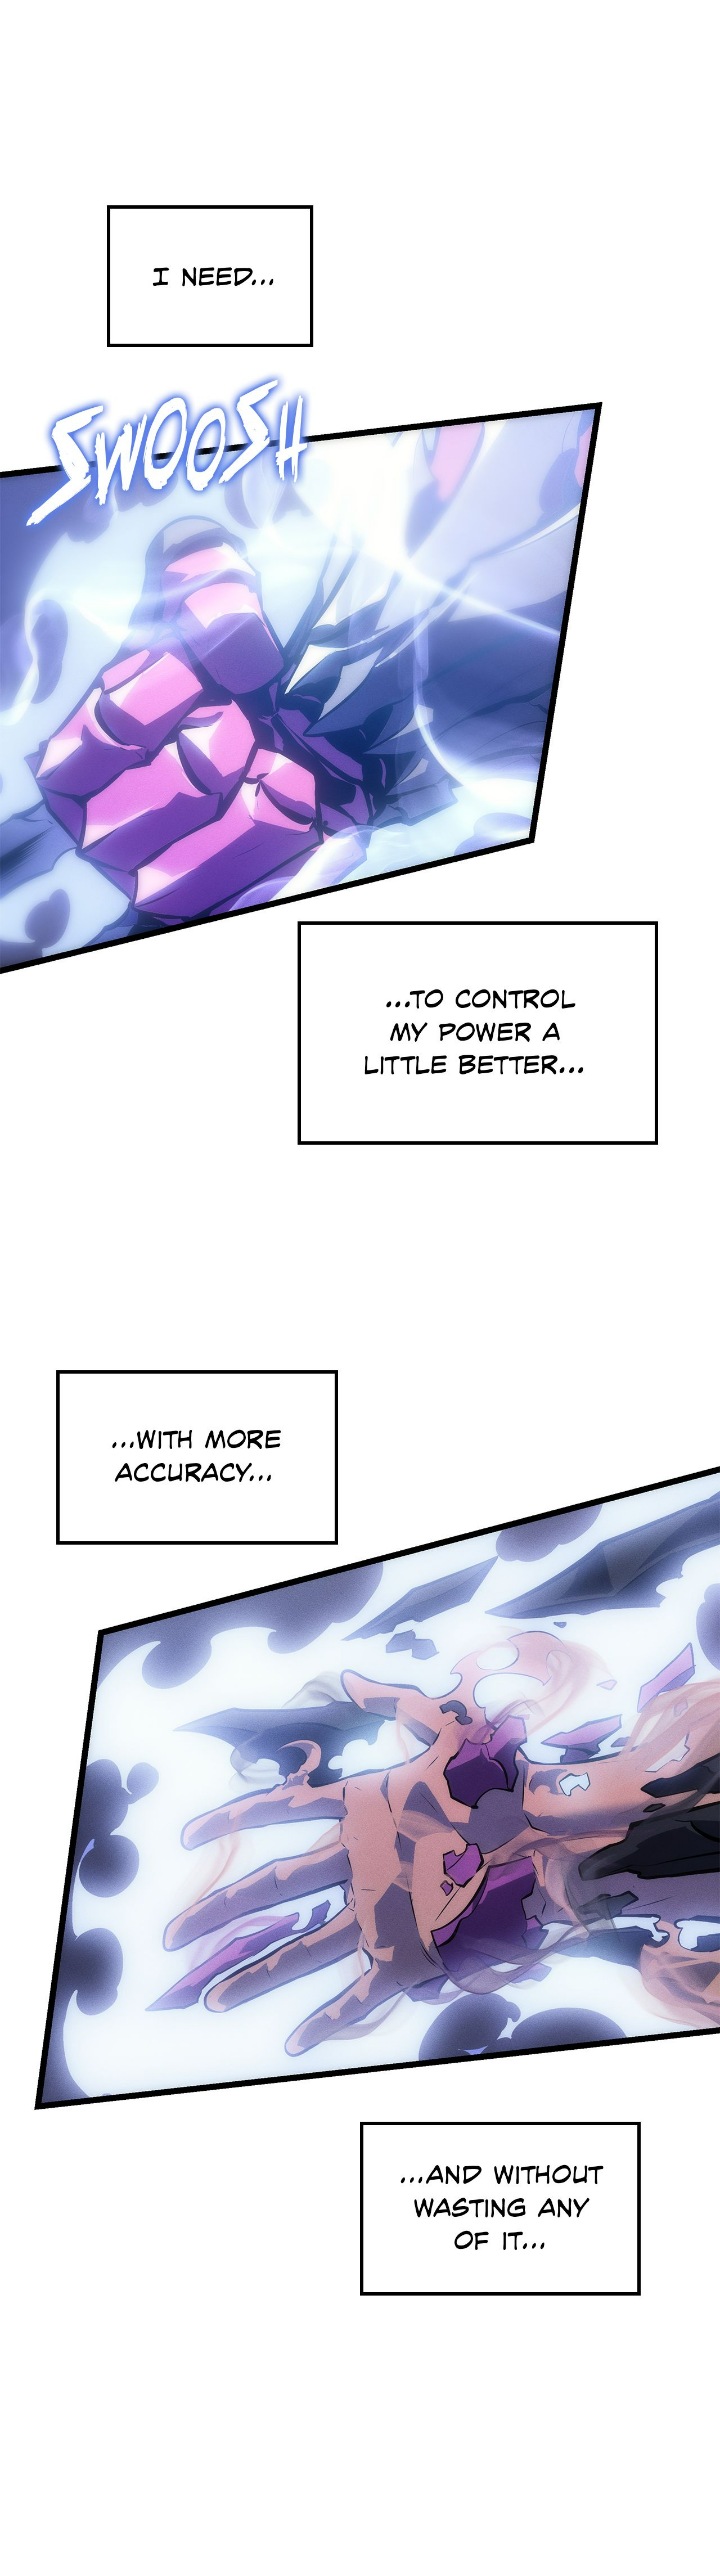 I NEED...
SWOOSH
...TO CONTROL
MY POWER A
LITTLE BETTER...
...WITH MORE
ACCURACY...
...AND WITHOUT
WASTING ANY
OF IT...